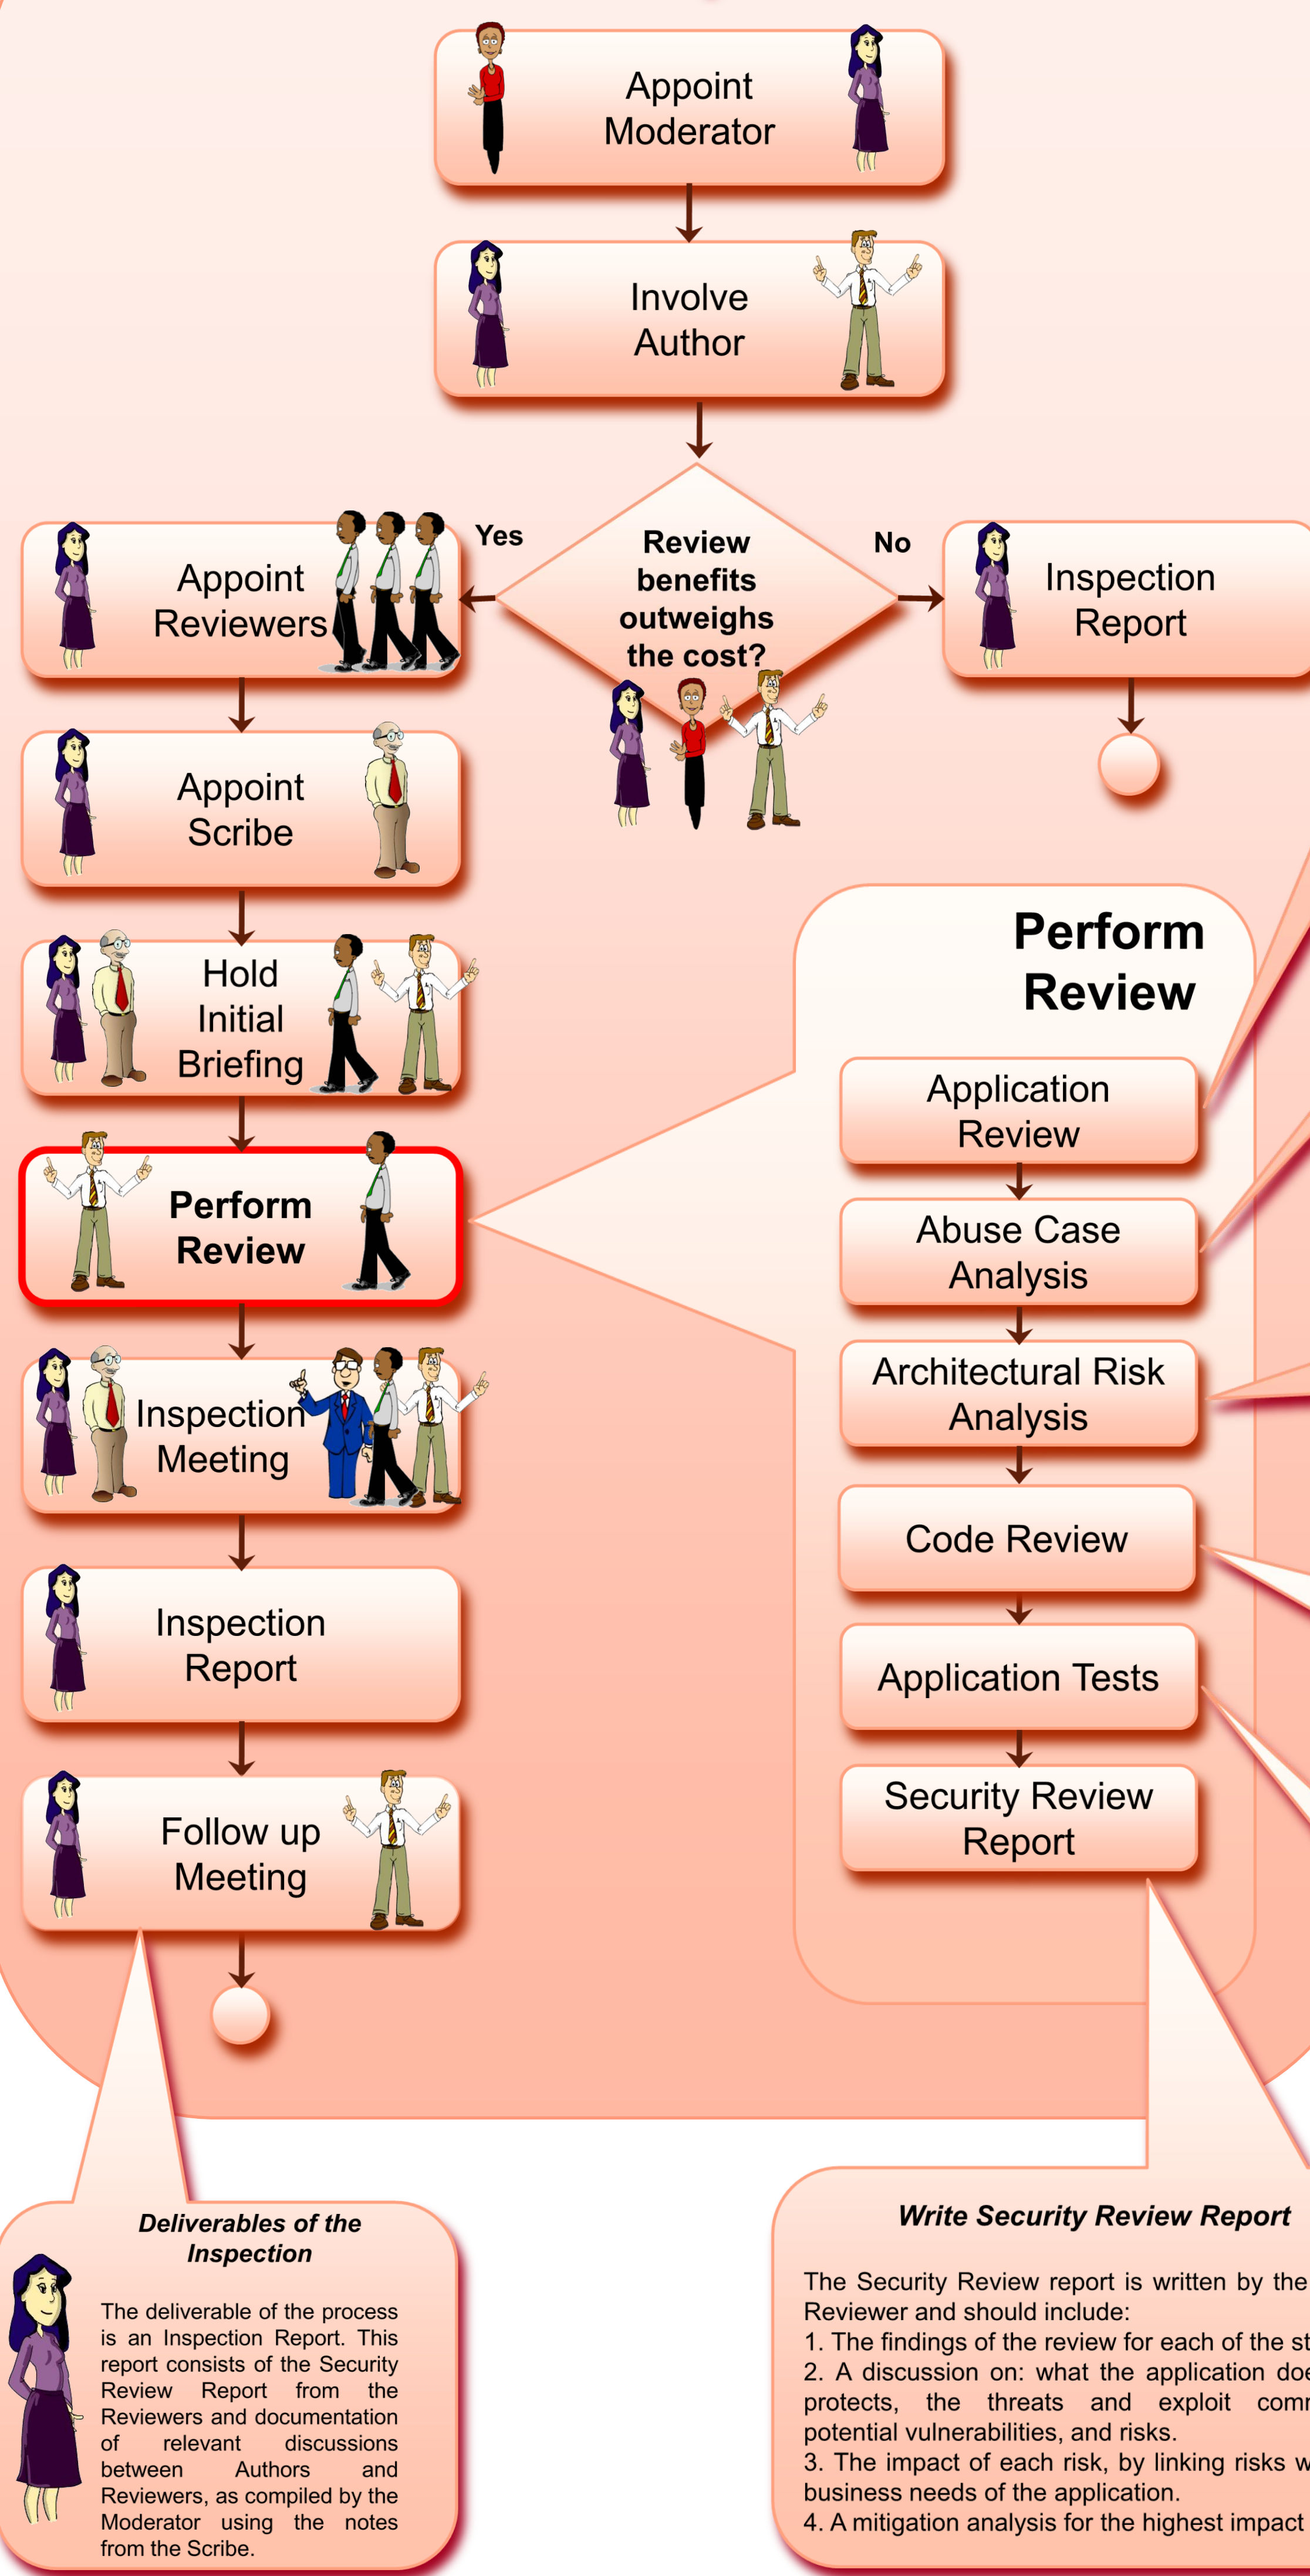 Appoint
Moderator
Involve
Author
Review
benefits
outweighs
the cost?
Yes
No
Appoint
Reviewers
Inspection
Report
Appoint
Scribe
Hold
Initial
Briefing
Perform
Review
Inspection
Meeting
Inspection
Report
Follow up
Meeting
Perform
Review
Application
Review
Abuse Case
Analysis
Architectural Risk
Analysis
Code Review
Application Tests
Security Review
Report
Deliverables of the
Inspection
The deliverable of the process
is an Inspection Report. This
report consists of the Security
Review Report from the
Reviewers and documentation
of relevant discussions
between Authors and
Reviewers, as compiled by the
Moderator using the notes
from the Scribe.
Write Security Review Report
The Security Review report is written by the
Reviewer and should include:
1. The findings of the review for each of the
2. A discussion on: what the application
protects, the threats and exploit
potential vulnerabilities, and risks.
3. The impact of each risk, by linking risks
business needs of the application.
4. A mitigation analysis for the highest impact